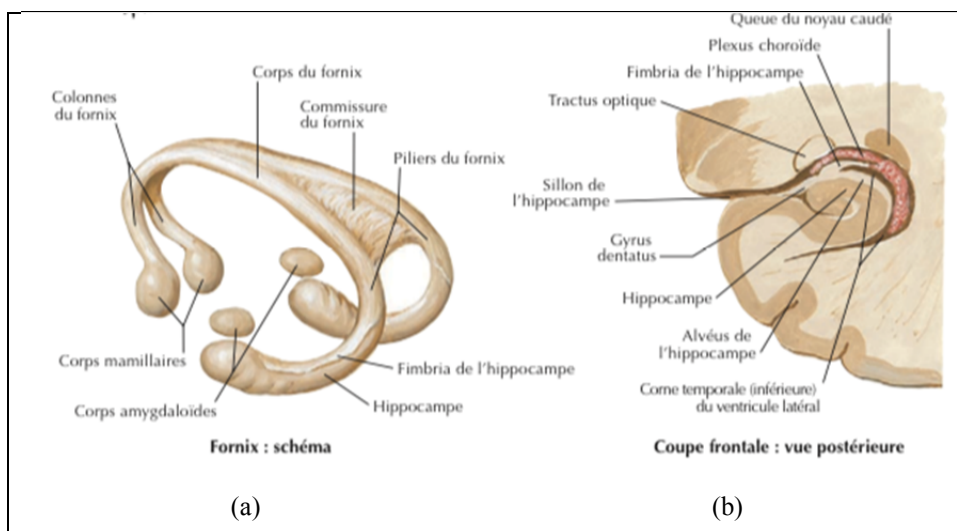 Corps du fornix
Colonnes
du fornix
Commissure
du fornix
Piliers du fornix
Corps mamillaires
Corps amygdaloïdes
Fimbria de l'hippocampe
Hippocampe
Fornix : schéma
(a)
Queue du noyau caudé
Plexus choroïde
Fimbria de l'hippocampe
Tractus optique
Sillon de
l'hippocampe
Gyrus
dentatus
Hippocampe
Alvéus de
l'hippocampe
Corne temporale (inférieure)
du ventricule latéral
Coupe frontale : vue postérieure
(b)